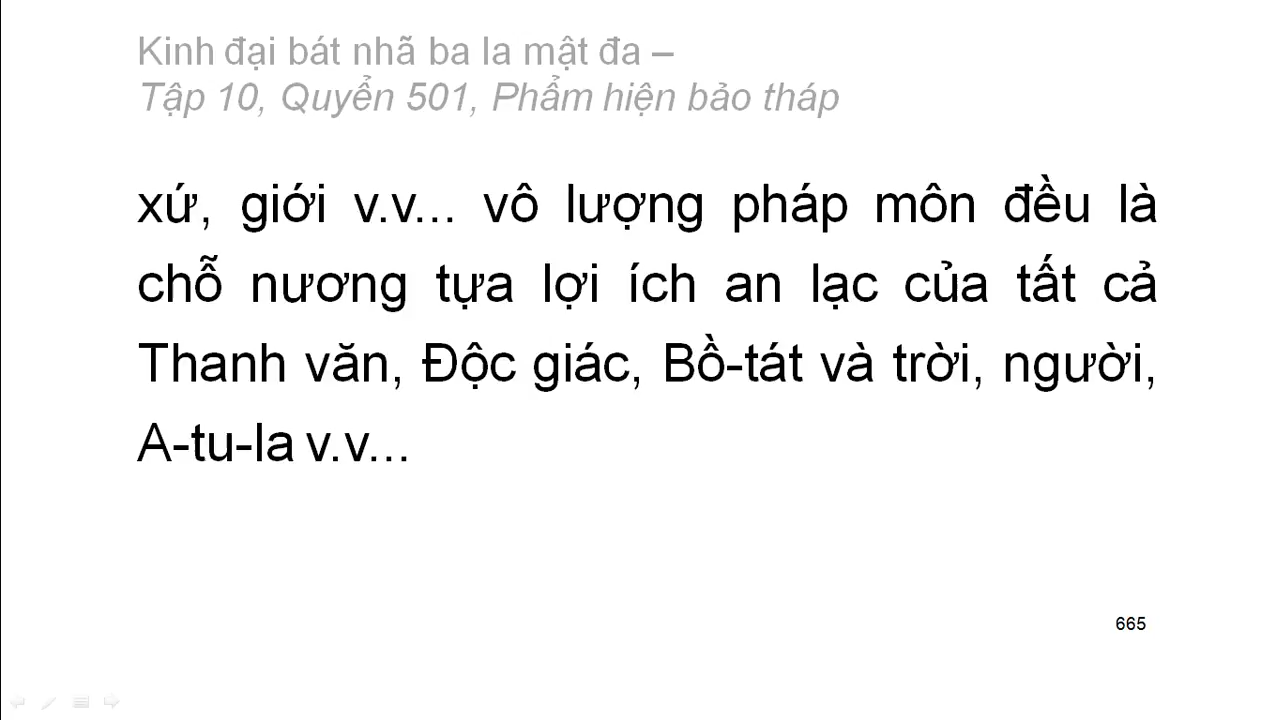 Kinh đại bát nhã ba la mật đa –
Tập 10, Quyển 501, Phẩm hiện bảo tháp
xứ, giới v.v... vô lượng pháp môn đều là
chỗ nương tựa lợi ích an lạc của tất cả
Thanh văn, Độc giác, Bồ-tát và trời, người,
A-tu-la v.v...
665